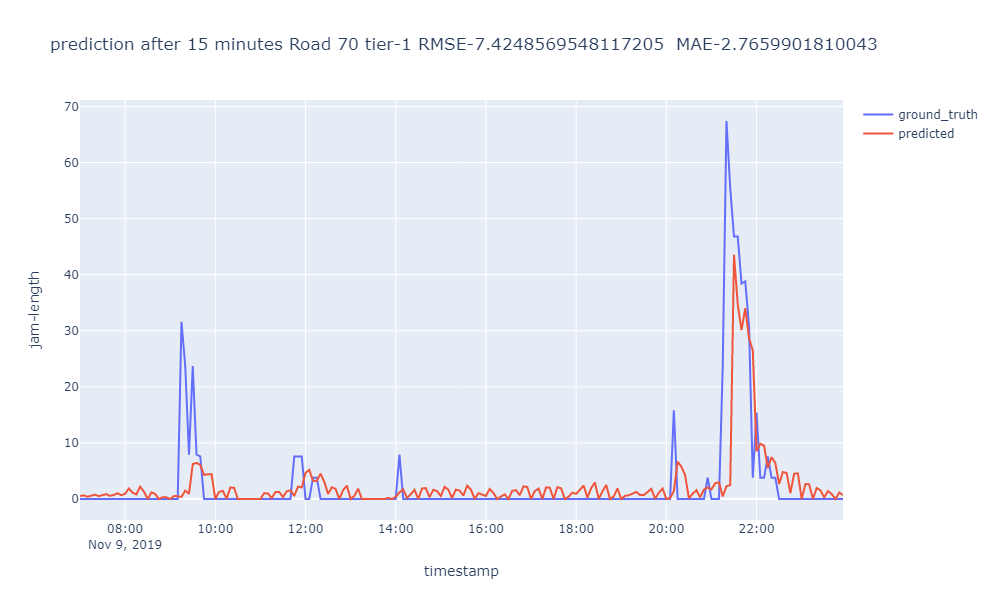 prediction after 15 minutes Road 70 tier-1 RMSE-7.4248569548117205  MAE-2.7659901810043
ground_truth
predicted
70
60
50
40
30
20
10
0
jam-length
08:00 10:00 12:00 14:00 16:00 18:00 20:00 22:00
Nov 9, 2019
timestamp